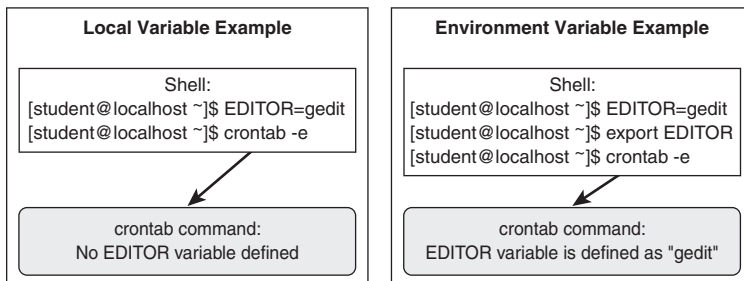 Local Variable Example
Shell:
[student@localhost ~]$ EDITOR=gedit
[student@localhost ~]$ crontab -e
crontab command:
No EDITOR variable defined
Environment Variable Example
Shell:
[student@localhost ~]$ EDITOR=gedit
[student@localhost ~]$ export EDITOR
[student@localhost ~]$ crontab -e
crontab command:
EDITOR variable is defined as "gedit"